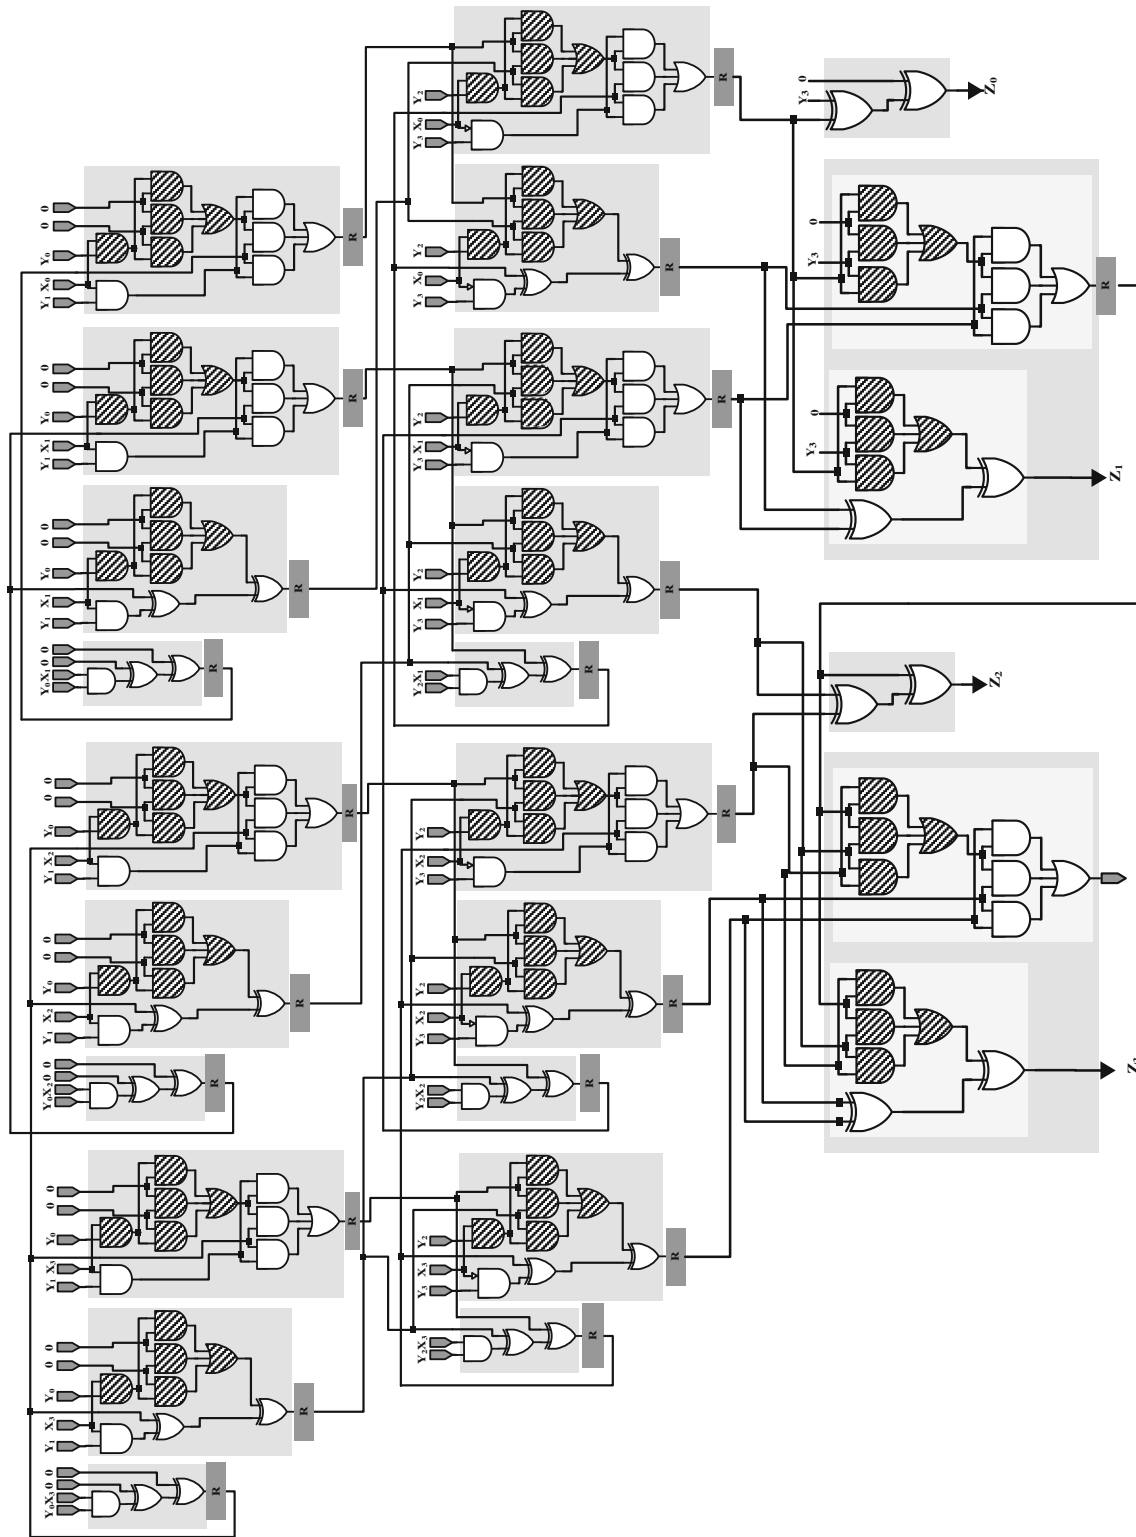 Y₀X₃ 0 0 Y₁ X₃ Y₀ 0 0 Y₁ X₃ Y₀ 0 0 Y₀X₂ 0 0 Y₁ X₂ Y₀ 0 0 Y₁ X₂ Y₀ 0 0 Y₀X₁ 0 0 Y₁ X₁ Y₀ 0 0 Y₁ X₁ Y₀ 0 0 Y₁ X₀ Y₀ 0 0
R R R
R R R
R R R R
Y₂X₃ Y₃ X₃ Y₂ Y₂X₂ Y₃ X₂ Y₂ Y₃ X₂ Y₂ Y₂X₁ Y₃ X₁ Y₂ Y₃ X₁ Y₂ Y₃ X₀ Y₂ Y₃ X₀ Y₂
R R R
R R R R
R R R
Y₃ 0 Y₃ 0 Y₃ 0
Z₂ Z₀
R
Z₁